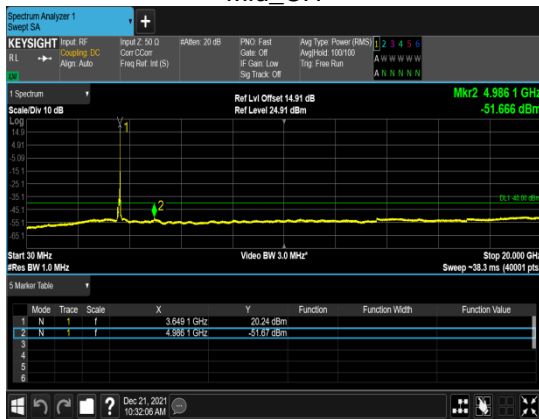 Spectrum Analyzer 1
Swept SA
KEYSIGHT
RL
Input: RF
Coupling: DC
Align: Auto
Input Z: 50 Ω
Corr CCorr
Freq Ref: Int (S)
#Atten: 20 dB
PNO: Fast
Gate: Off
IF Gain: Low
Sig Track: Off
Avg Type: Power (RMS)
Avg|Hold: 100/100
Trig: Free Run
1 2 3 4 5 6
A W W W W W
A N N N N N
1 Spectrum
Scale/Div 10 dB
Ref Lvl Offset 14.91 dB
Ref Level 24.91 dBm
Mkr2 4.986 1 GHz
-51.666 dBm
Log
14.9
4.91
-5.09
-15.1
-25.1
-35.1
-45.1
-55.1
-65.1
1
2
DL1 -40.00 dBm
Start 30 MHz
#Res BW 1.0 MHz
Video BW 3.0 MHz*
Stop 20.000 GHz
Sweep ~38.3 ms (40001 pts)
5 Marker Table
Mode Trace Scale X Y Function Function Width Function Value
1 N 1 f 3.649 1 GHz 20.24 dBm
2 N 1 f 4.986 1 GHz -51.67 dBm
3
4
5
6
Dec 21, 2021
10:32:06 AM